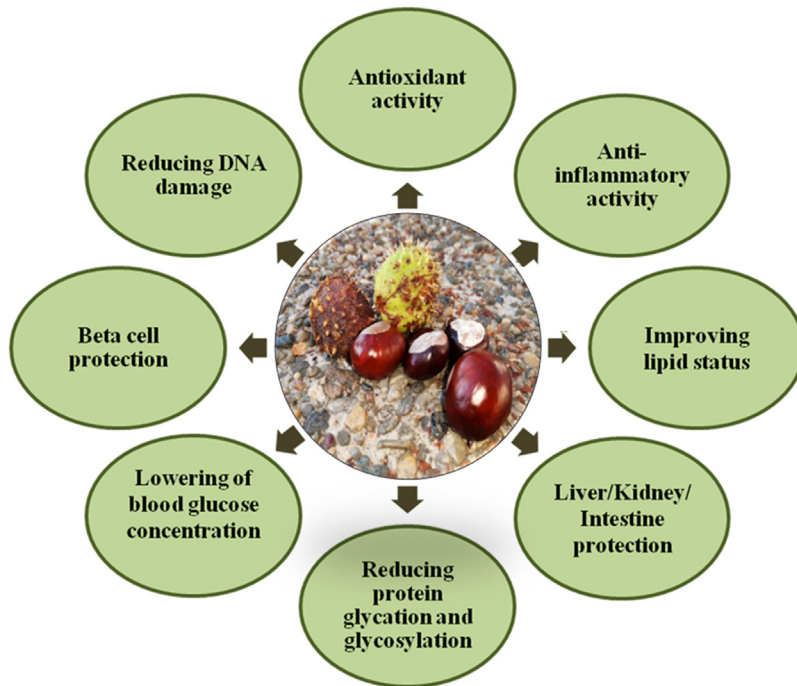 Antioxidant
activity
Anti-
inflammatory
activity
Improving
lipid status
Liver/Kidney/
Intestine
protection
Reducing
protein
glycation and
glycosylation
Lowering of
blood glucose
concentration
Beta cell
protection
Reducing DNA
damage